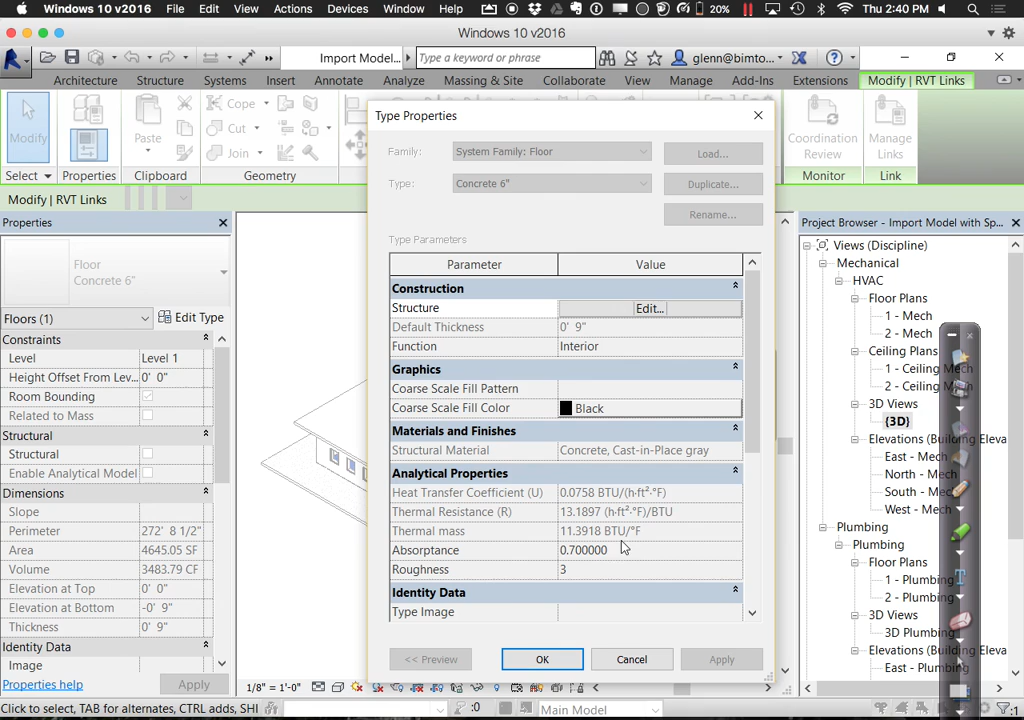 Windows 10 v2016 File Edit View Actions Devices Window Help 20% Thu 2:40 PM
Windows 10 v2016
Import Model... Type a keyword or phrase glenn@bimto...
Architecture Structure Systems Insert Annotate Analyze Massing & Site Collaborate View Manage Add-Ins Extensions Modify | RVT Links
Modify Paste Cope Cut Join Coordination Review Manage Links
Select Properties Clipboard Geometry Monitor Link
Modify | RVT Links
Properties
Floor
Concrete 6"
Floors (1) Edit Type
Constraints
Level Level 1
Height Offset From Lev... 0' 0"
Room Bounding
Related to Mass
Structural
Structural
Enable Analytical Model
Dimensions
Slope
Perimeter 272' 8 1/2"
Area 4645.05 SF
Volume 3483.79 CF
Elevation at Top 0' 0"
Elevation at Bottom -0' 9"
Thickness 0' 9"
Identity Data
Image
Properties help Apply
Type Properties
Family: System Family: Floor Load...
Type: Concrete 6" Duplicate...
Rename...
Type Parameters
Parameter Value
Construction
Structure Edit...
Default Thickness 0' 9"
Function Interior
Graphics
Coarse Scale Fill Pattern
Coarse Scale Fill Color Black
Materials and Finishes
Structural Material Concrete, Cast-in-Place gray
Analytical Properties
Heat Transfer Coefficient (U) 0.0758 BTU/(h·ft²·°F)
Thermal Resistance (R) 13.1897 (h·ft²·°F)/BTU
Thermal mass 11.3918 BTU/°F
Absorptance 0.700000
Roughness 3
Identity Data
Type Image
<< Preview OK Cancel Apply
Project Browser - Import Model with Sp...
Views (Discipline)
Mechanical
HVAC
Floor Plans
1 - Mech
2 - Mech
Ceiling Plans
1 - Ceiling Mech
2 - Ceiling Mech
3D Views
{3D}
Elevations (Building Eleva
East - Mech
North - Mech
South - Mech
West - Mech
Plumbing
Plumbing
Floor Plans
1 - Plumbing
2 - Plumbing
3D Views
3D Plumbing
Elevations (Building Eleva
East - Plumbing
1/8" = 1'-0"
Click to select, TAB for alternates, CTRL adds, SHI :0 Main Model :1